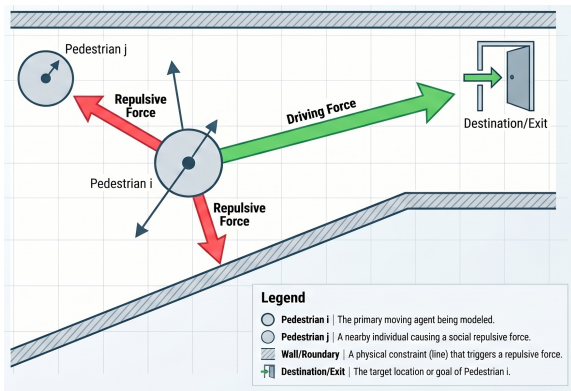 Pedestrian j
Repulsive
Force
Driving Force
Destination/Exit
Pedestrian i
Repulsive
Force
Legend
Pedestrian i | The primary moving agent being modeled.
Pedestrian j | A nearby individual causing a social repulsive force.
Wall/Roundary | A physical constraint (line) that triggers a repulsive force.
Destination/Exit | The target location or goal of Pedestrian i.